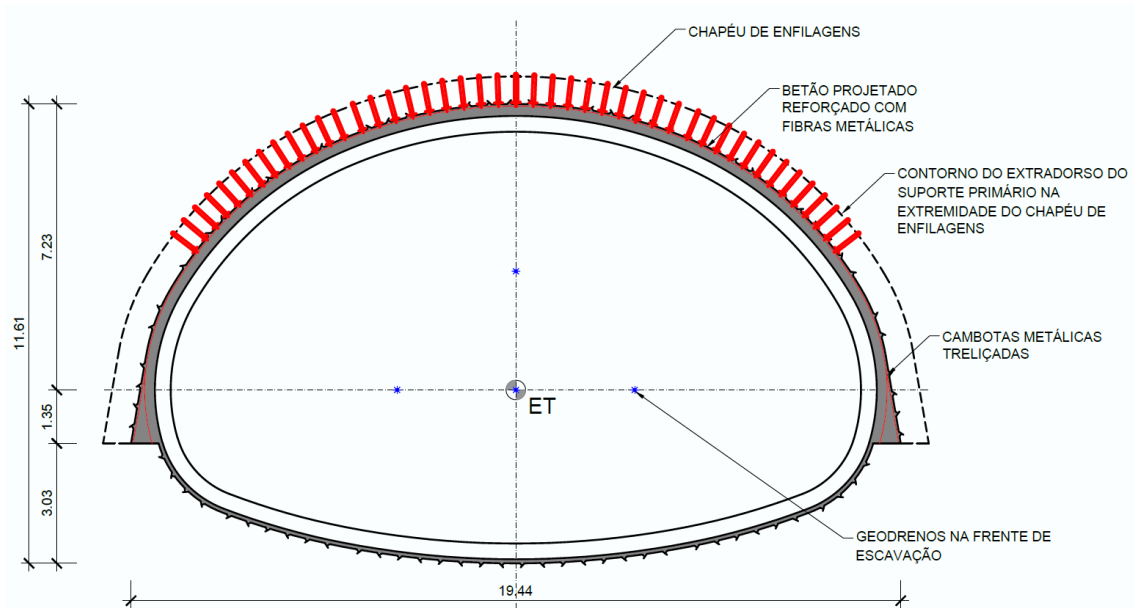 CHAPÉU DE ENFILAGENS
BETÃO PROJETADO
REFORÇADO COM
FIBRAS METÁLICAS
CONTORNO DO EXTRADORSO DO
SUPORTE PRIMÁRIO NA
EXTREMIDADE DO CHAPÉU DE
ENFILAGENS
7.23
11.61
CAMBOTAS METÁLICAS
TRELIÇADAS
ET
1.35
3.03
GEODRENOS NA FRENTE DE
ESCAVAÇÃO
19.44